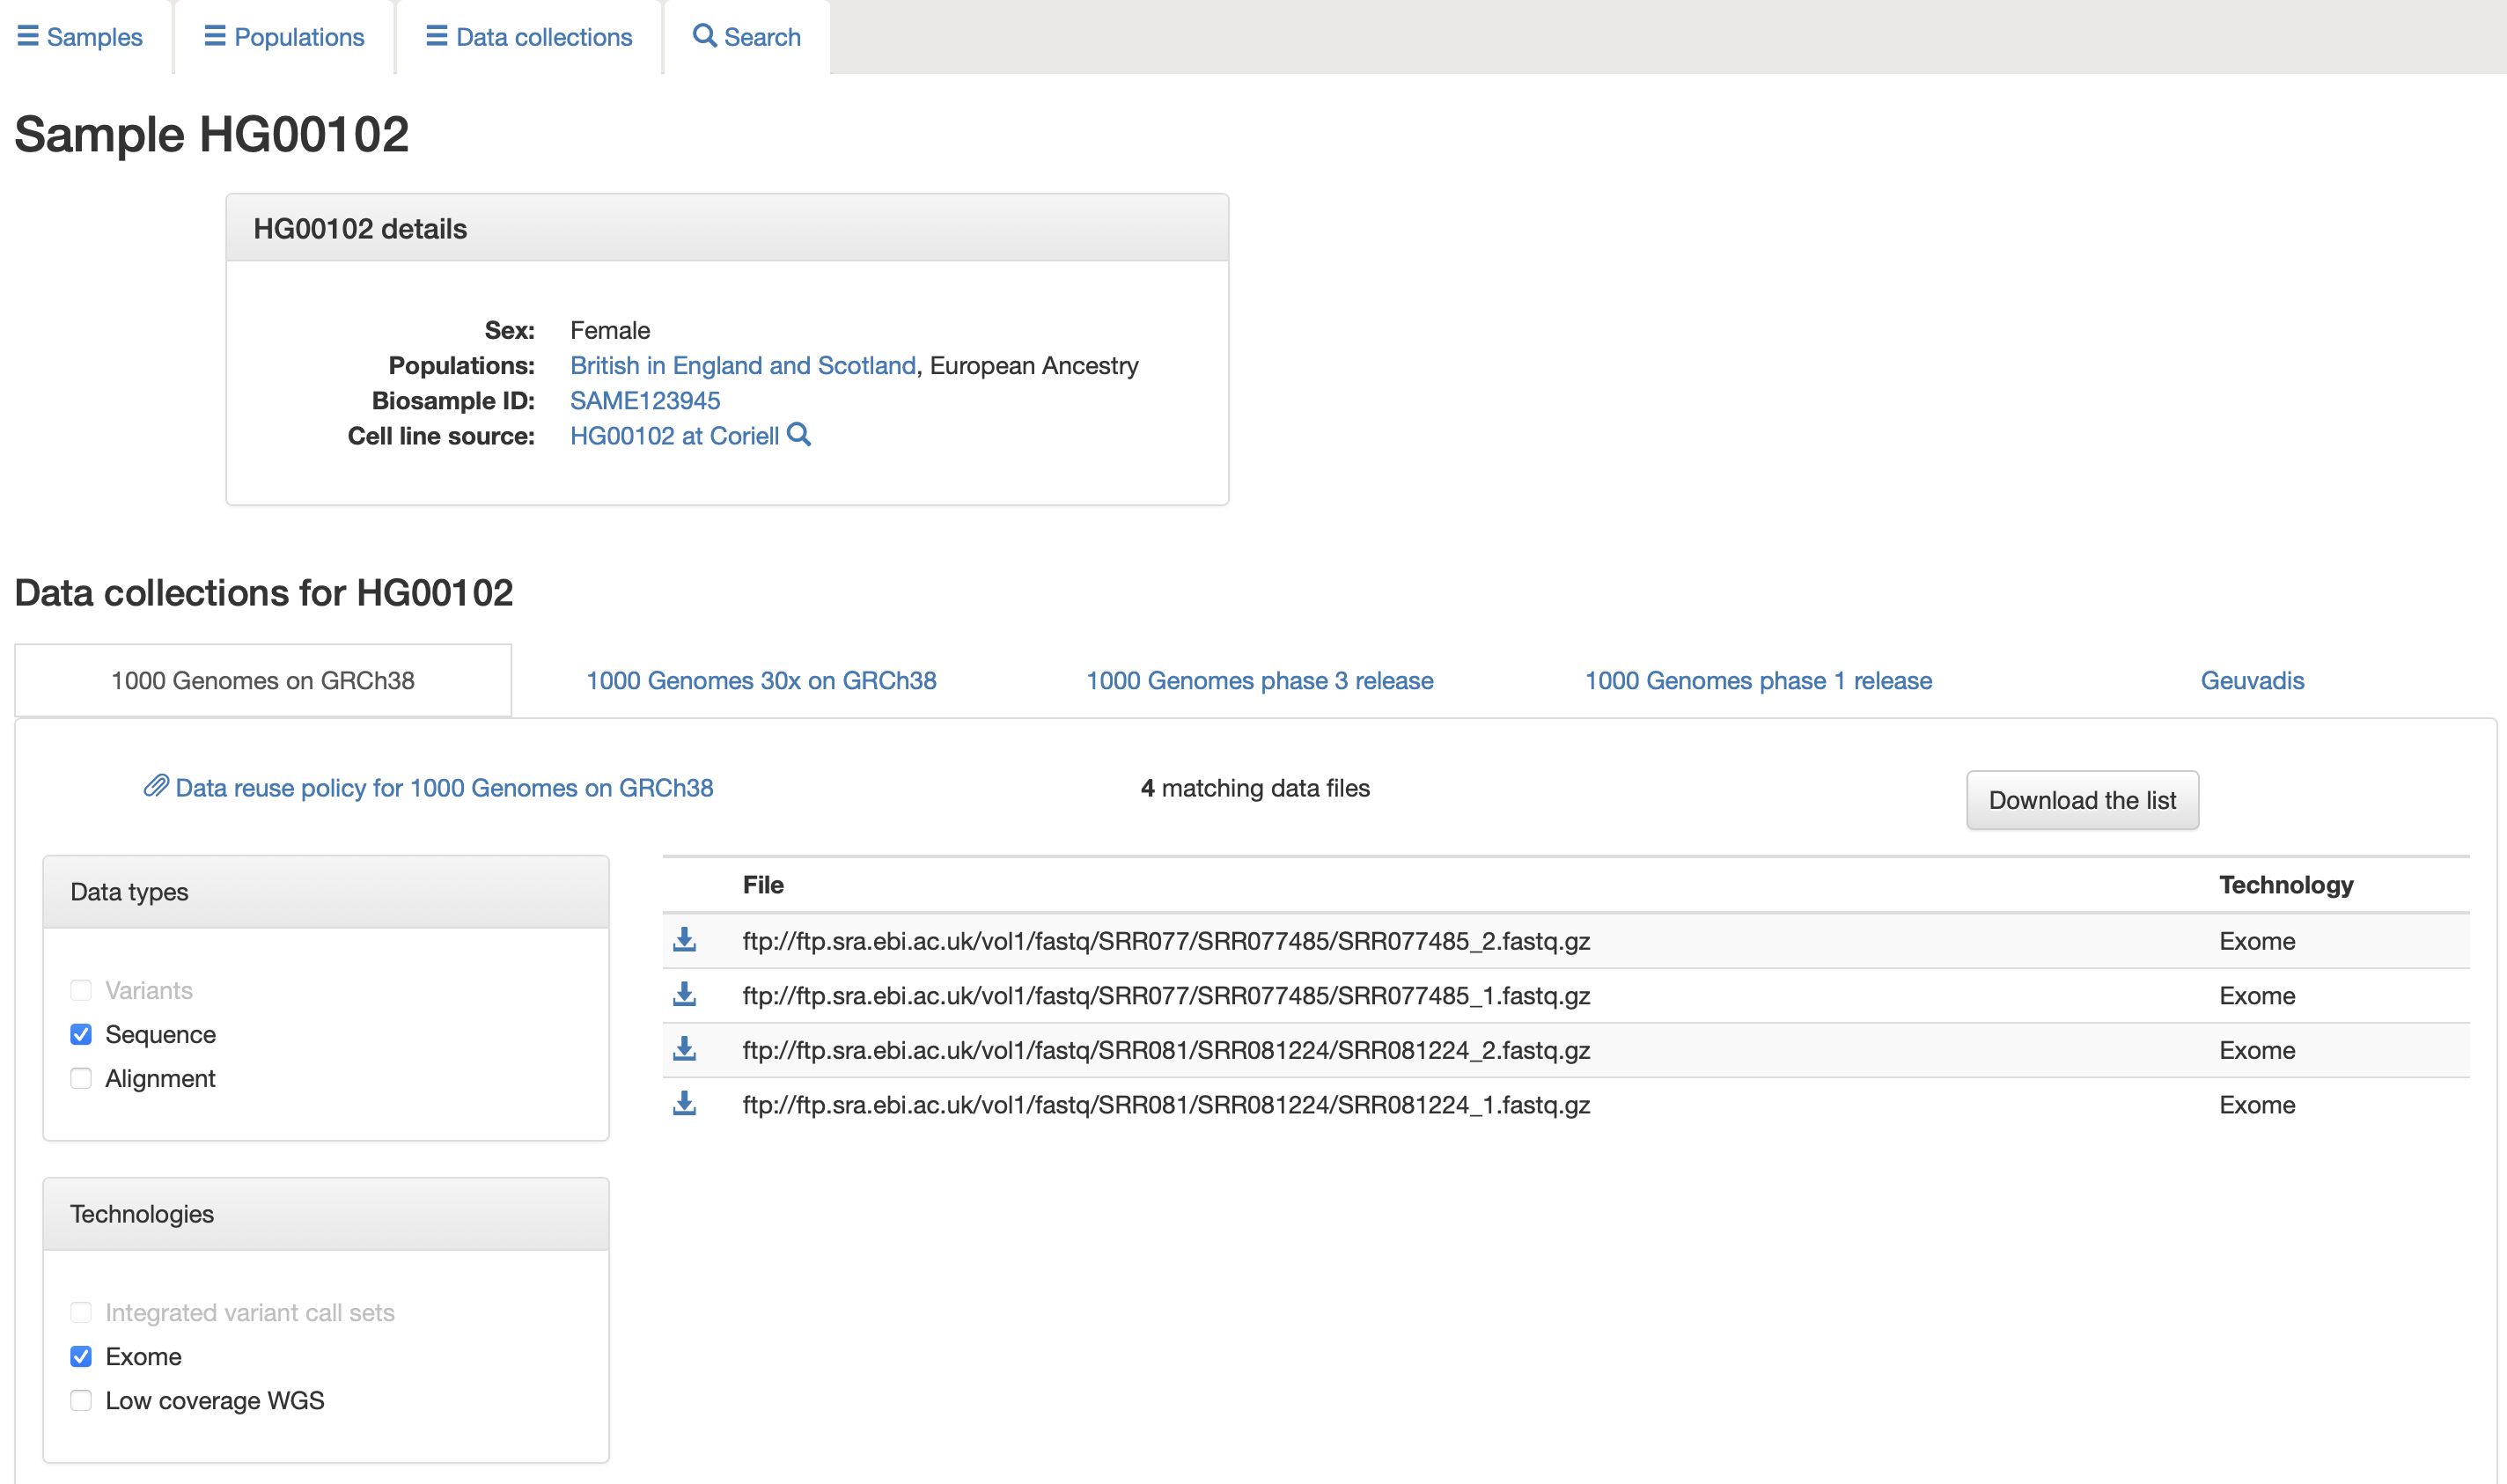 Samples
Populations
Data collections
Search
Sample HG00102
HG00102 details
Sex: Female
Populations: British in England and Scotland, European Ancestry
Biosample ID: SAME123945
Cell line source: HG00102 at Coriell
Data collections for HG00102
1000 Genomes on GRCh38
1000 Genomes 30x on GRCh38
1000 Genomes phase 3 release
1000 Genomes phase 1 release
Geuvadis
Data reuse policy for 1000 Genomes on GRCh38
4 matching data files
Download the list
Data types
Variants
Sequence
Alignment
Technologies
Integrated variant call sets
Exome
Low coverage WGS
File Technology
ftp://ftp.sra.ebi.ac.uk/vol1/fastq/SRR077/SRR077485/SRR077485_2.fastq.gz Exome
ftp://ftp.sra.ebi.ac.uk/vol1/fastq/SRR077/SRR077485/SRR077485_1.fastq.gz Exome
ftp://ftp.sra.ebi.ac.uk/vol1/fastq/SRR081/SRR081224/SRR081224_2.fastq.gz Exome
ftp://ftp.sra.ebi.ac.uk/vol1/fastq/SRR081/SRR081224/SRR081224_1.fastq.gz Exome